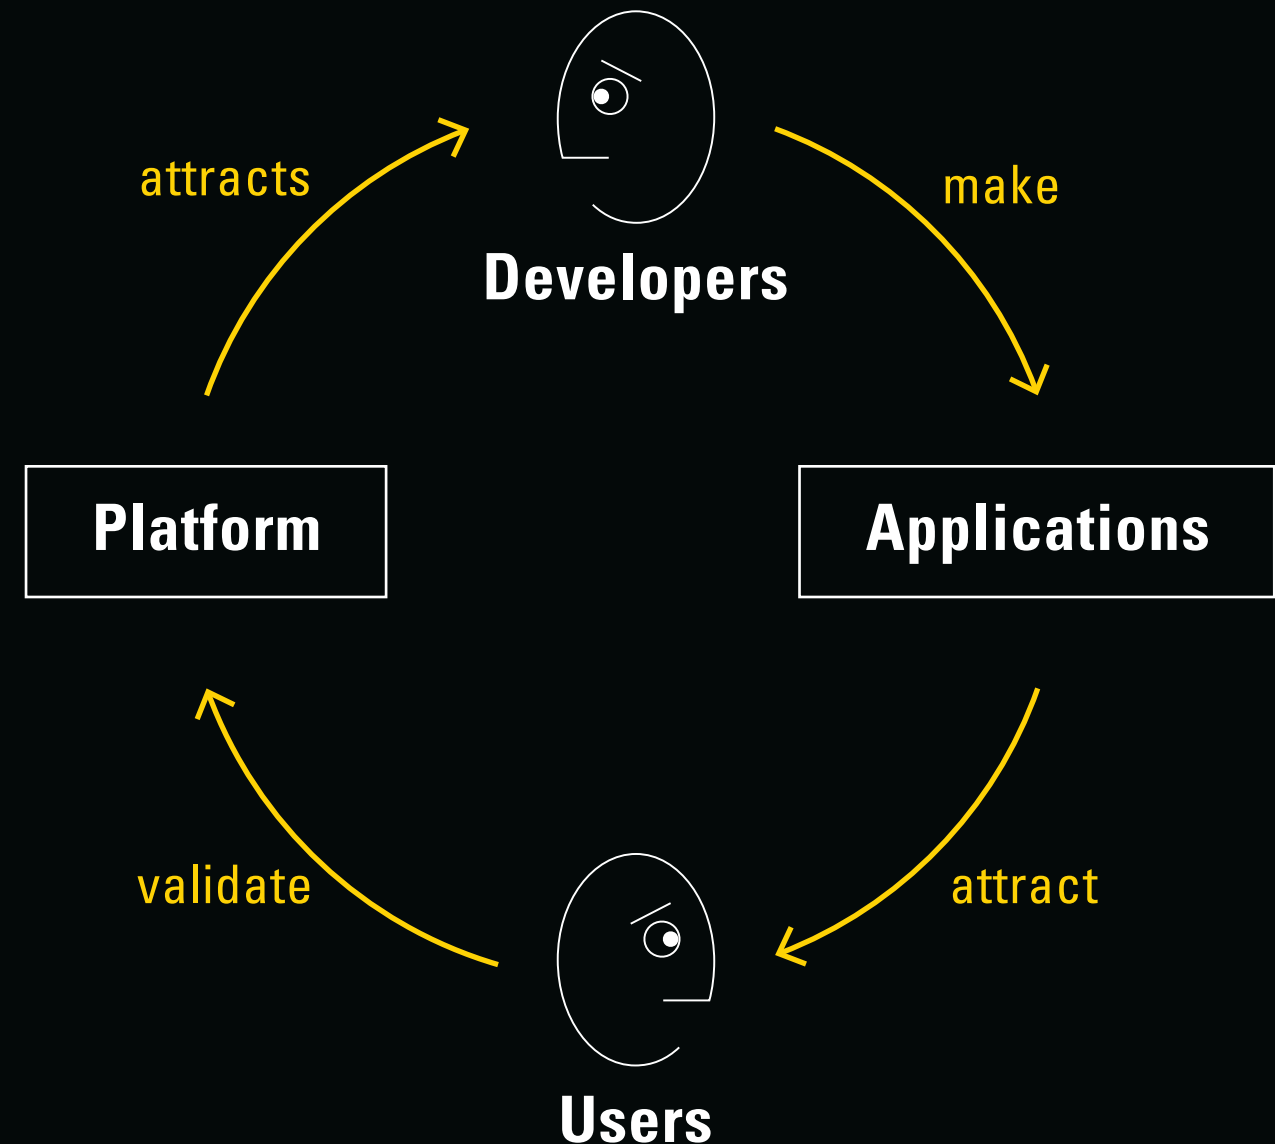 attracts
make
Developers
Platform
Applications
validate
attract
Users